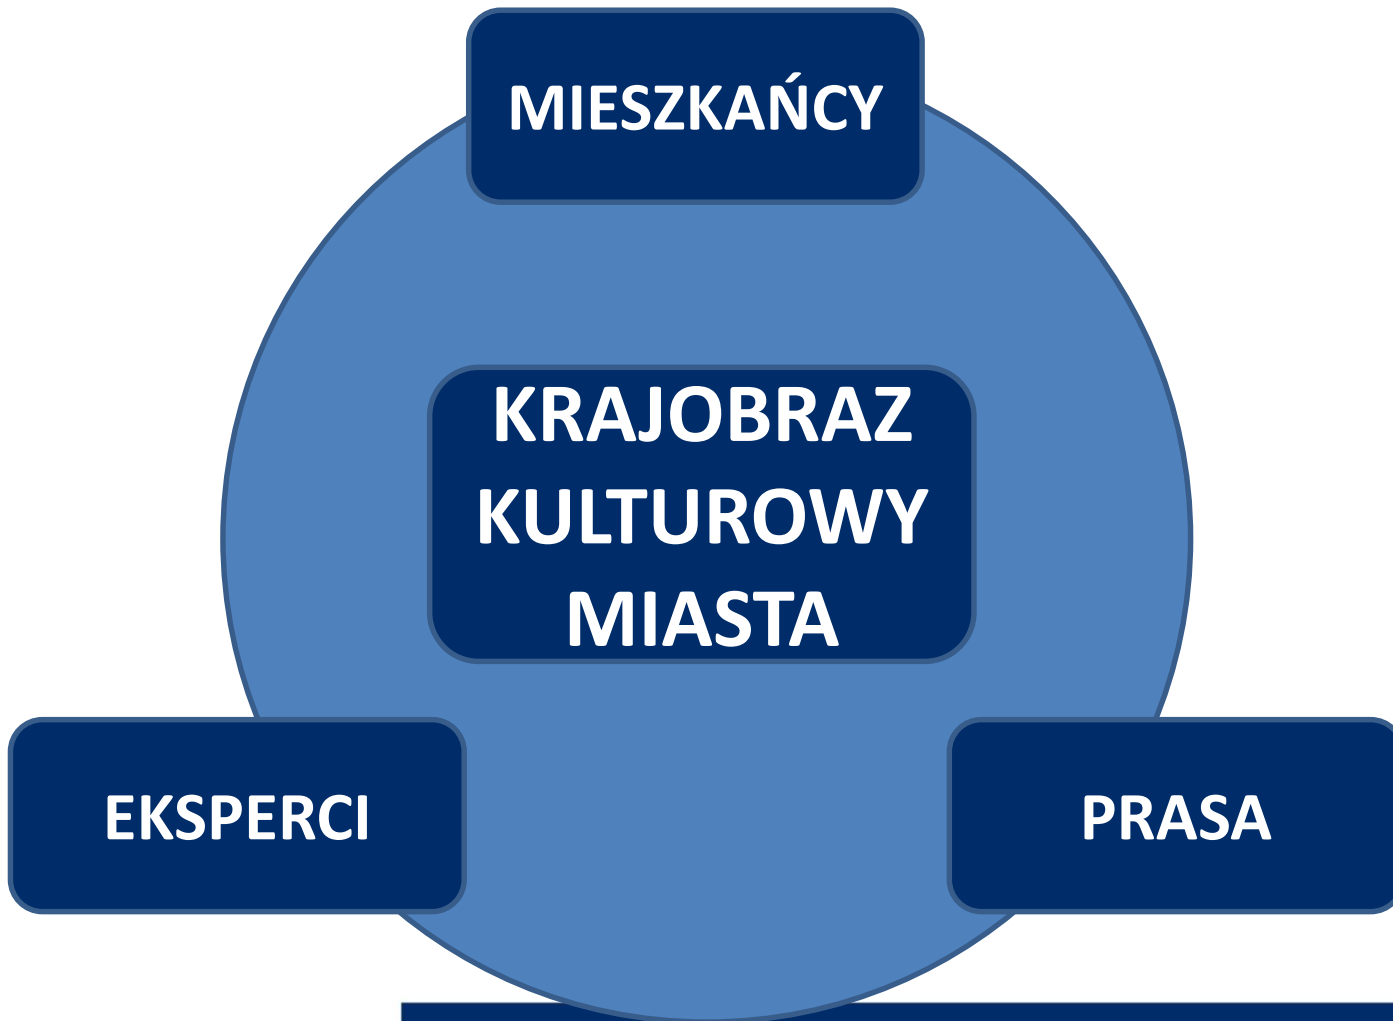 MIESZKAŃCY
KRAJOBRAZ
KULTUROWY
MIASTA
EKSPERCI
PRASA